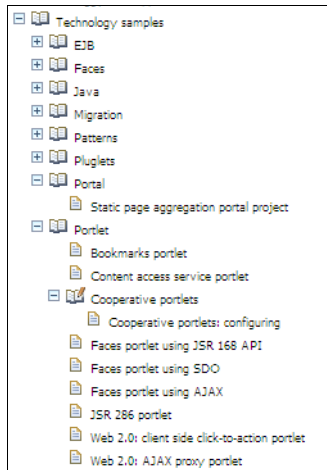 Technology samples
EJB
Faces
Java
Migration
Patterns
Pluglets
Portal
Static page aggregation portal project
Portlet
Bookmarks portlet
Content access service portlet
Cooperative portlets
Cooperative portlets: configuring
Faces portlet using JSR 168 API
Faces portlet using SDO
Faces portlet using AJAX
JSR 286 portlet
Web 2.0: client side click-to-action portlet
Web 2.0: AJAX proxy portlet